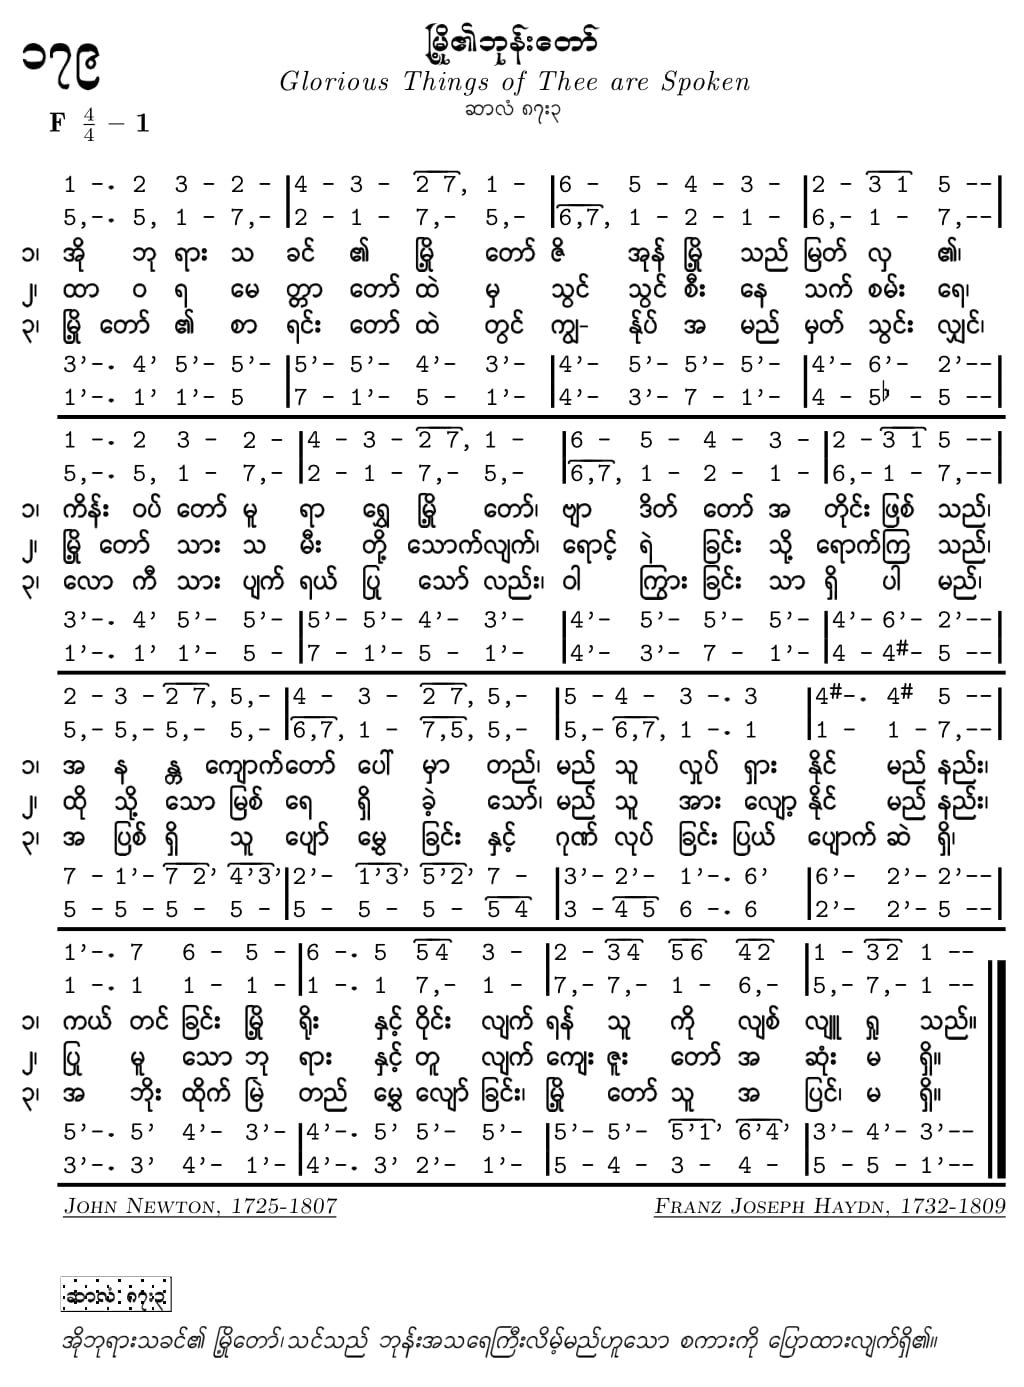 ၁၇၉
မြို့၏ဘုန်းတော်
Glorious Things of Thee are Spoken
ဆာလံ ၈၇း၃
F 4/4 – 1
1 -. 2 3 - 2 - |4 - 3 - 2 7, 1 - |6 - 5 - 4 - 3 - |2 - 3 1 5 --|
5,-. 5, 1 - 7,- |2 - 1 - 7,- 5,- |6,7, 1 - 2 - 1 - |6,- 1 - 7,--|
၁၊ အို ဘု ရား သ ခင် ၏ မြို့ တော် ဇိ အုန် မြို့ သည် မြတ် လှ ၏၊
၂၊ ထာ ဝ ရ မေ တ္တာ တော် ထဲ မှ သွင် သွင် စီး နေ သက် စမ်း ရေ၊
၃၊ မြို့ တော် ၏ စာ ရင်း တော် ထဲ တွင် ကျွ- န်ုပ် အ မည် မှတ် သွင်း လျှင်၊
3’-. 4’ 5’- 5’- |5’- 5’- 4’- 3’- |4’- 5’- 5’- 5’- |4’- 6’- 2’--|
1’-. 1’ 1’- 5 |7 - 1’- 5 - 1’- |4’- 3’- 7 - 1’- |4 - 5♭ - 5 --|
1 -. 2 3 - 2 - |4 - 3 - 2 7, 1 - |6 - 5 - 4 - 3 - |2 - 3 1 5 --|
5,-. 5, 1 - 7,- |2 - 1 - 7,- 5,- |6,7, 1 - 2 - 1 - |6,- 1 - 7,--|
၁၊ ကိန်း ဝပ် တော် မူ ရာ ရွှေ မြို့ တော်၊ ဗျာ ဒိတ် တော် အ တိုင်း ဖြစ် သည်၊
၂၊ မြို့ တော် သား သ မီး တို့ သောက် လျက်၊ ရောင့် ရဲ ခြင်း သို့ ရောက် ကြ သည်၊
၃၊ လော ကီ သား ပျက် ရယ် ပြု သော် လည်း၊ ဝါ ကြွား ခြင်း သာ ရှိ ပါ မည်၊
3’-. 4’ 5’- 5’- |5’- 5’- 4’- 3’- |4’- 5’- 5’- 5’- |4’- 6’- 2’--|
1’-. 1’ 1’- 5 - |7 - 1’- 5 - 1’- |4’- 3’- 7 - 1’- |4 - 4#- 5 --|
2 - 3 - 2 7, 5,- |4 - 3 - 2 7, 5,- |5 - 4 - 3 -. 3 |4#-. 4# 5 --|
5,- 5,- 5,- 5,- |6,7, 1 - 7,5, 5,- |5,- 6,7, 1 -. 1 |1 - 1 - 7,--|
၁၊ အ န န္တ ကျောက် တော် ပေါ် မှာ တည်၊ မည် သူ လှုပ် ရှား နိုင် မည် နည်း၊
၂၊ ထို သို့ သော မြစ် ရေ ရှိ ခဲ့ သော်၊ မည် သူ အား လျော့ နိုင် မည် နည်း၊
၃၊ အ ပြစ် ရှိ သူ ပျော် မွေ့ ခြင်း နှင့် ဂုဏ် လုပ် ခြင်း ပြယ် ပျောက် ဆဲ ရှိ၊
7 - 1’- 7 2’ 4’3’ |2’- 1’3’ 5’2’ 7 - |3’- 2’- 1’-. 6’ |6’- 2’- 2’--|
5 - 5 - 5 - 5 - |5 - 5 - 5 - 5 4 |3 - 4 5 6 -. 6 |2’- 2’- 5 --|
1’-. 7 6 - 5 - |6 -. 5 5 4 3 - |2 - 3 4 5 6 4 2 |1 - 3 2 1 --
1 -. 1 1 - 1 - |1 -. 1 7,- 1 - |7,- 7,- 1 - 6,- |5,- 7,- 1 --
၁၊ ကယ် တင် ခြင်း မြို့ ရိုး နှင့် ဝိုင်း လျက် ရန် သူ ကို လျစ် လျူ ရှု သည်။
၂၊ ပြု မူ သော ဘု ရား နှင့် တူ လျက် ကျေး ဇူး တော် အ ဆုံး မ ရှိ။
၃၊ အ ဘိုး ထိုက် မြဲ တည် မွေ့ လျော် ခြင်း၊ မြို့ တော် သူ အ ပြင်၊ မ ရှိ။
5’-. 5’ 4’- 3’- |4’-. 5’ 5’- 5’- |5’- 5’- 5’1’ 6’4’ |3’- 4’- 3’--
3’-. 3’ 4’- 1’- |4’-. 3’ 2’- 1’- |5 - 4 - 3 - 4 - |5 - 5 - 1’--
John Newton, 1725-1807 Franz Joseph Haydn, 1732-1809
ဆာလံ ၈၇း၃
အိုဘုရားသခင်၏ မြို့တော်၊သင်သည် ဘုန်းအသရေကြီးလိမ့်မည်ဟူသော စကားကို ပြောထားလျက်ရှိ၏။